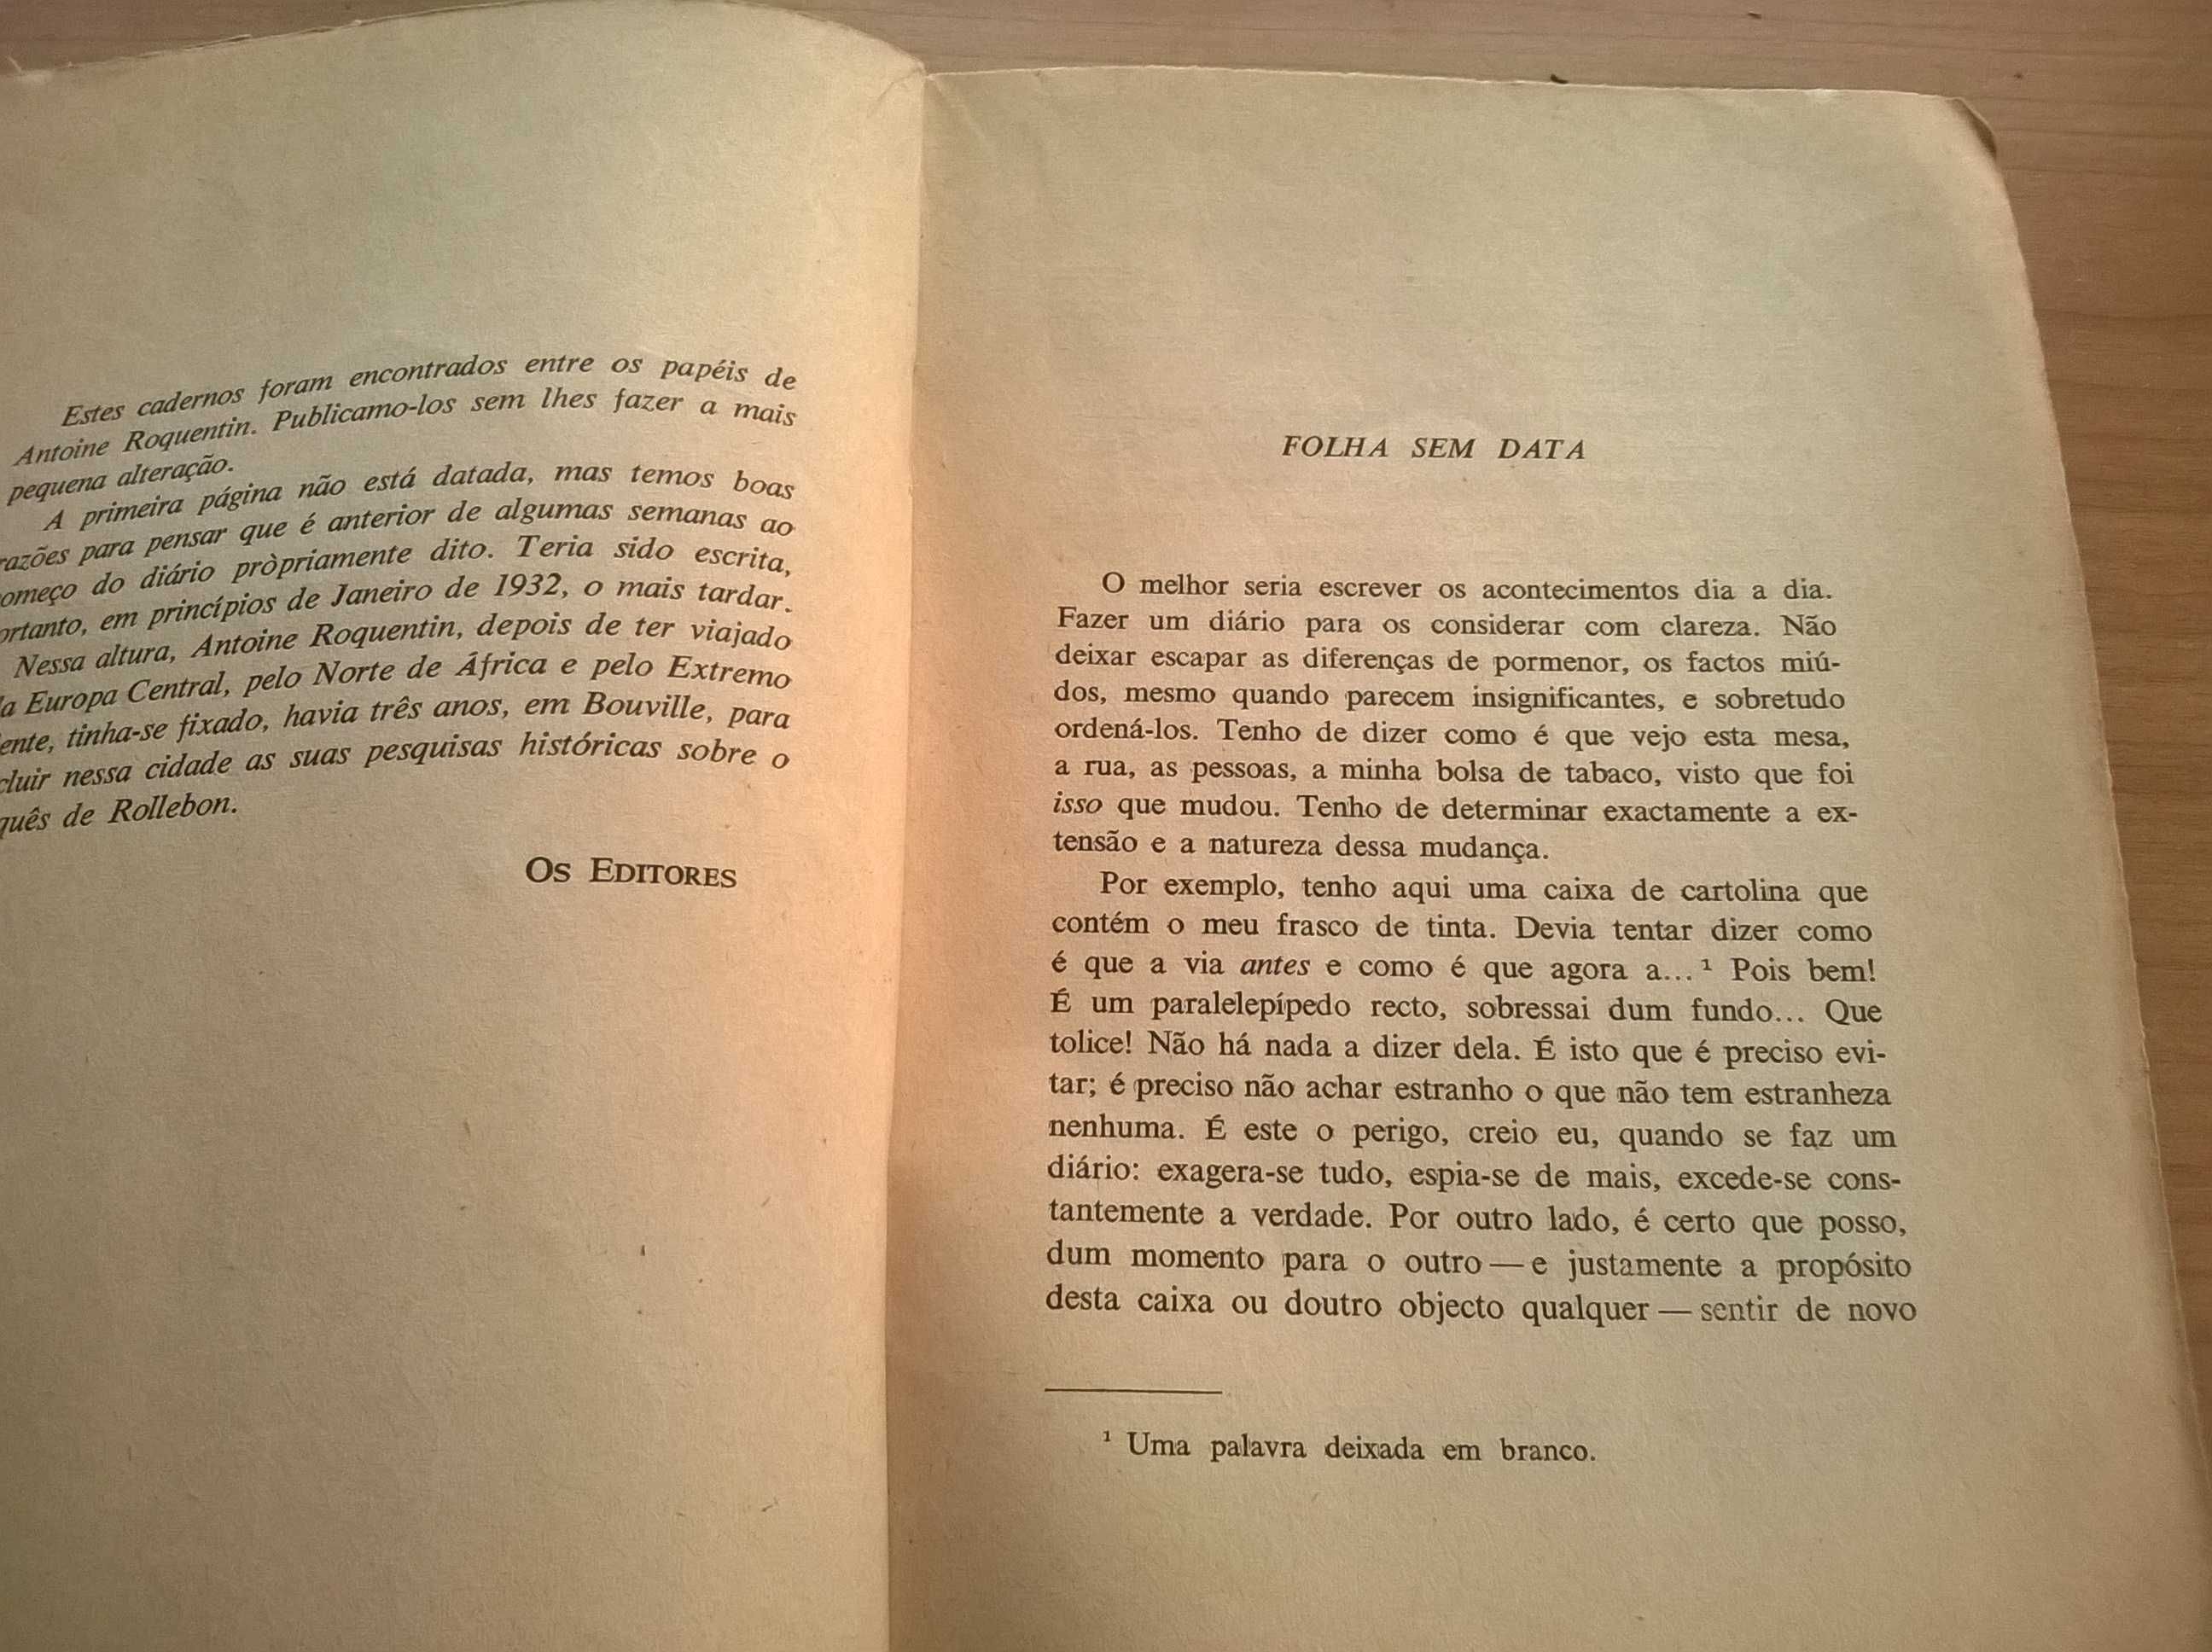 Estes cadernos foram encontrados entre os papéis de
Antoine Roquentin. Publicamo-los sem lhes fazer a mais
pequena alteração.
A primeira página não está datada, mas temos boas
razões para pensar que é anterior de algumas semanas ao
omeço do diário pròpriamente dito. Teria sido escrita,
ortanto, em princípios de Janeiro de 1932, o mais tardar.
Nessa altura, Antoine Roquentin, depois de ter viajado
la Europa Central, pelo Norte de África e pelo Extremo
ente, tinha-se fixado, havia três anos, em Bouville, para
cluir nessa cidade as suas pesquisas históricas sobre o
quês de Rollebon.
OS EDITORES
FOLHA SEM DATA
O melhor seria escrever os acontecimentos dia a dia.
Fazer um diário para os considerar com clareza. Não
deixar escapar as diferenças de pormenor, os factos miú-
dos, mesmo quando parecem insignificantes, e sobretudo
ordená-los. Tenho de dizer como é que vejo esta mesa,
a rua, as pessoas, a minha bolsa de tabaco, visto que foi
isso que mudou. Tenho de determinar exactamente a ex-
tensão e a natureza dessa mudança.
Por exemplo, tenho aqui uma caixa de cartolina que
contém o meu frasco de tinta. Devia tentar dizer como
é que a via antes e como é que agora a... ¹ Pois bem!
É um paralelepípedo recto, sobressai dum fundo... Que
tolice! Não há nada a dizer dela. É isto que é preciso evi-
tar; é preciso não achar estranho o que não tem estranheza
nenhuma. É este o perigo, creio eu, quando se faz um
diário: exagera-se tudo, espia-se de mais, excede-se cons-
tantemente a verdade. Por outro lado, é certo que posso,
dum momento para o outro — e justamente a propósito
desta caixa ou doutro objecto qualquer — sentir de novo
¹ Uma palavra deixada em branco.